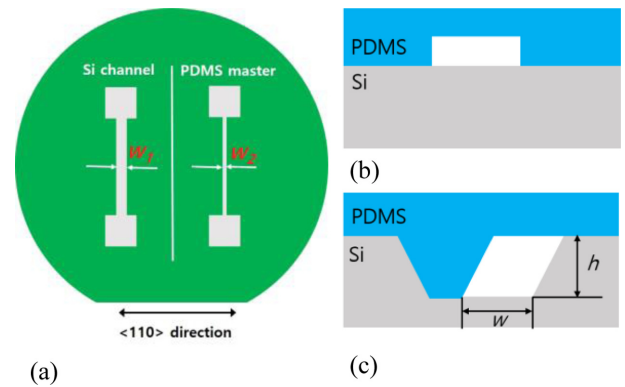 Si channel
PDMS master
W1
W2
<110> direction
(a)
PDMS
Si
(b)
PDMS
Si
h
w
(c)